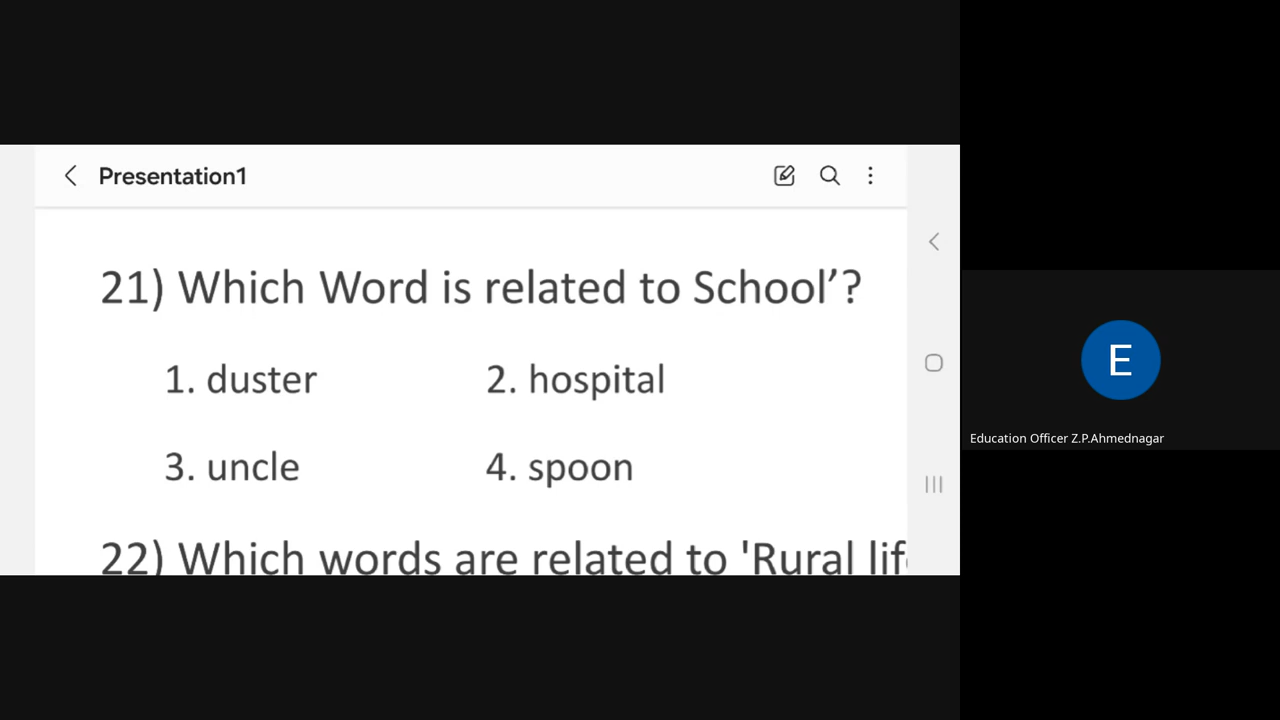 Presentation1
21) Which Word is related to School’?
1. duster 2. hospital
3. uncle 4. spoon
22) Which words are related to 'Rural
E
Education Officer Z.P.Ahmednagar